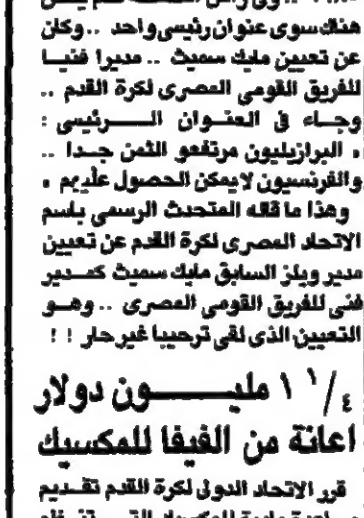 هناك سوى عنوان رئيسى واحد .. وكان
عن تعيين مايك سميث .. مديرا فنيا
للفريق القومى المصرى لكرة القدم ..
وجاء فى العنوان الرئيسى :
« البرازيليون مرتفعو الثمن جدا ..
والفرنسيون لايمكن الحصول عليهم »
وهذا ما قاله المتحدث الرسمى باسم
الاتحاد المصرى لكرة القدم عن تعيين
مدير ويلز السابق مايك سميث كمدير
فنى للفريق القومى المصرى .. وهو
التعيين الذى لقى ترحيبا غير حار ! !
١ ١/٤ مليون دولار
اعانة من الفيفا للمكسيك
قرر الاتحاد الدولى لكرة القدم تقديم